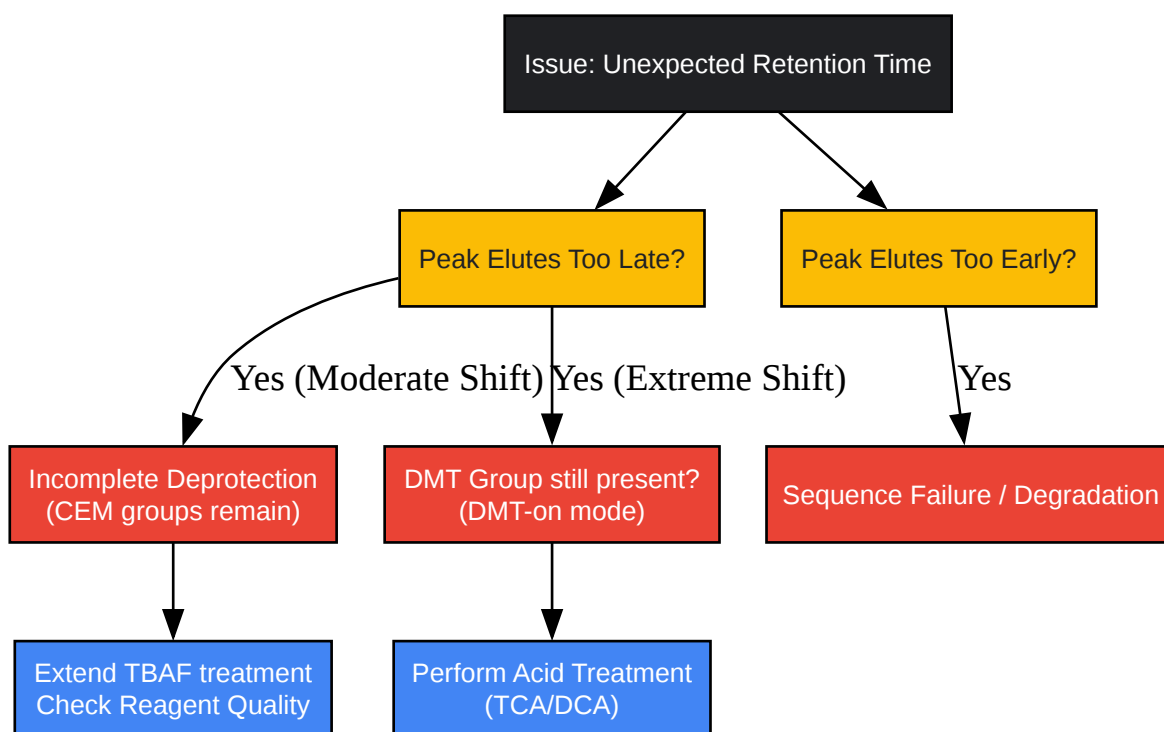 Issue: Unexpected Retention Time
Peak Elutes Too Late?
Peak Elutes Too Early?
Yes (Moderate Shift)
Yes (Extreme Shift)
Yes
Incomplete Deprotection
(CEM groups remain)
DMT Group still present?
(DMT-on mode)
Sequence Failure / Degradation
Extend TBAF treatment
Check Reagent Quality
Perform Acid Treatment
(TCA/DCA)